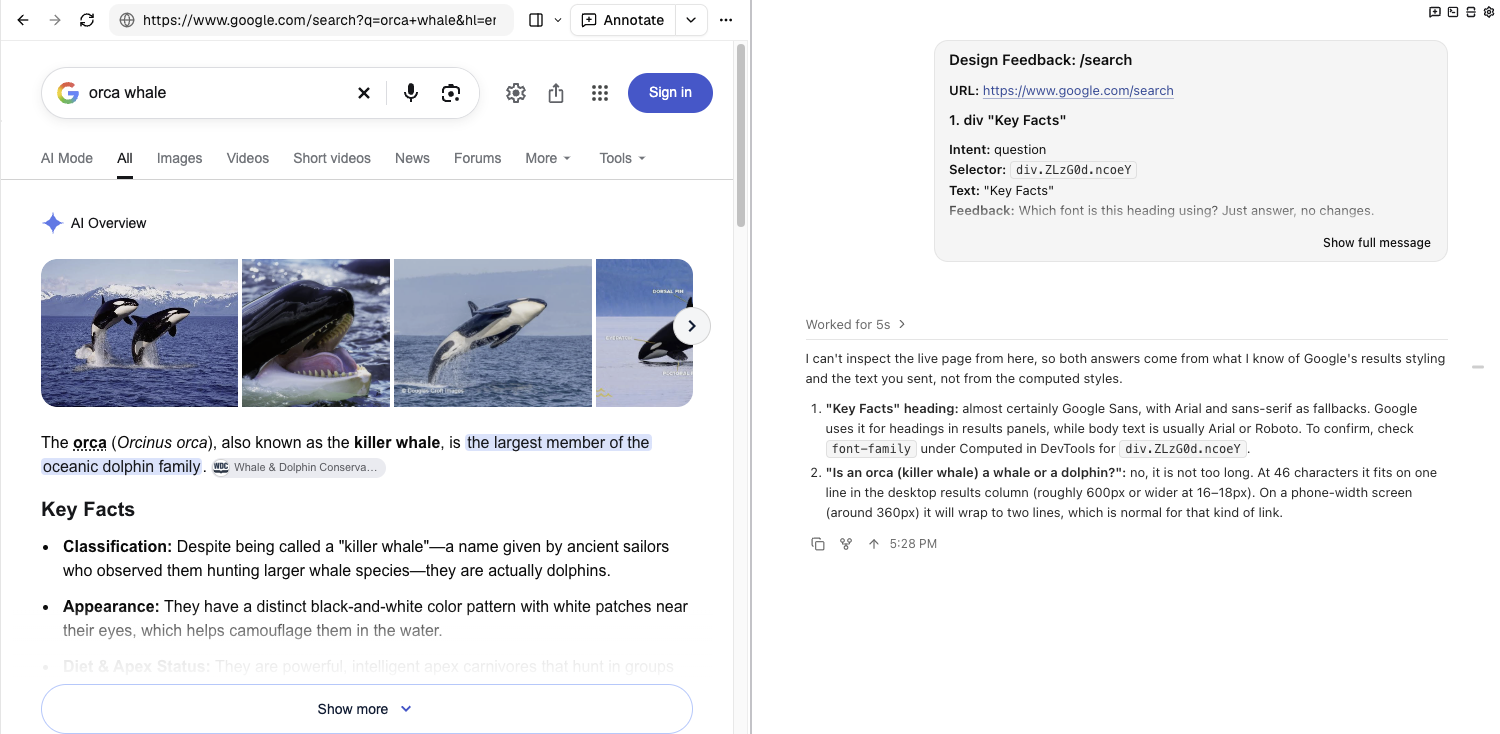 https://www.google.com/search?q=orca+whale&hl=er
Annotate
orca whale
Sign in
AI Mode
All
Images
Videos
Short videos
News
Forums
More
Tools
AI Overview
DORSAL FIN
© Douglas Croft Images
The orca (Orcinus orca), also known as the killer whale, is the largest member of the
oceanic dolphin family. WDC Whale & Dolphin Conserva...
Key Facts
• Classification: Despite being called a "killer whale"—a name given by ancient sailors
who observed them hunting larger whale species—they are actually dolphins.
• Appearance: They have a distinct black-and-white color pattern with white patches near
their eyes, which helps camouflage them in the water.
• Diet & Apex Status: They are powerful, intelligent apex carnivores that hunt in groups
Show more
Design Feedback: /search
URL: https://www.google.com/search
1. div "Key Facts"
Intent: question
Selector: div.ZLzG0d.ncoeY
Text: "Key Facts"
Feedback: Which font is this heading using? Just answer, no changes.
Show full message
Worked for 5s
I can't inspect the live page from here, so both answers come from what I know of Google's results styling
and the text you sent, not from the computed styles.
1. "Key Facts" heading: almost certainly Google Sans, with Arial and sans-serif as fallbacks. Google
uses it for headings in results panels, while body text is usually Arial or Roboto. To confirm, check
font-family under Computed in DevTools for div.ZLzG0d.ncoeY.
2. "Is an orca (killer whale) a whale or a dolphin?": no, it is not too long. At 46 characters it fits on one
line in the desktop results column (roughly 600px or wider at 16–18px). On a phone-width screen
(around 360px) it will wrap to two lines, which is normal for that kind of link.
5:28 PM